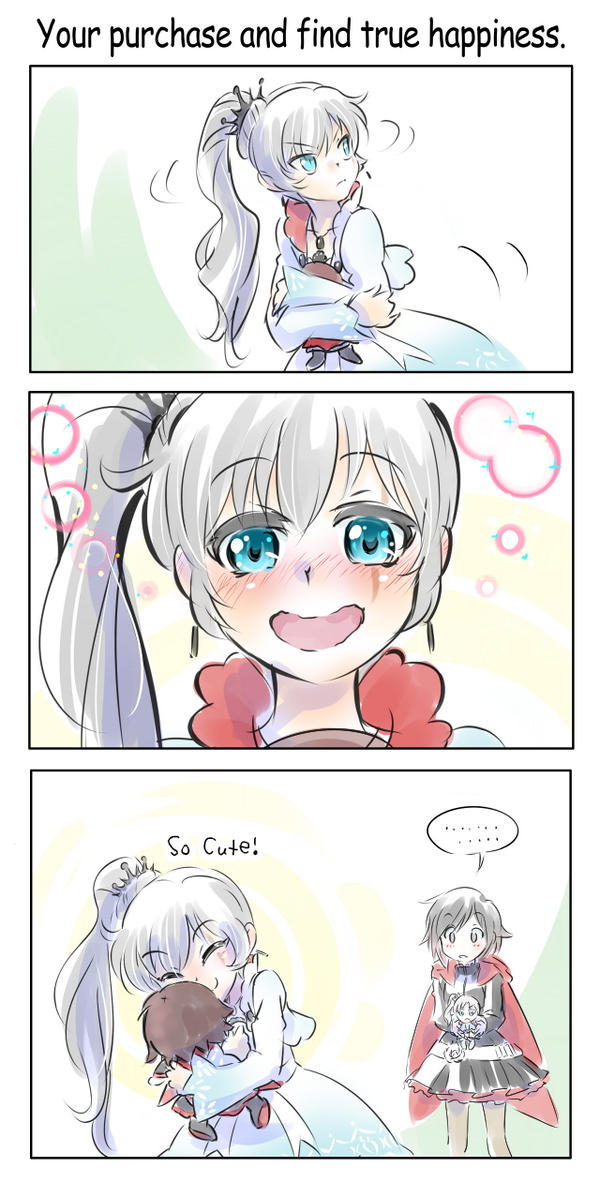 Your purchase and find true happiness.
So Cute!
.......
.....